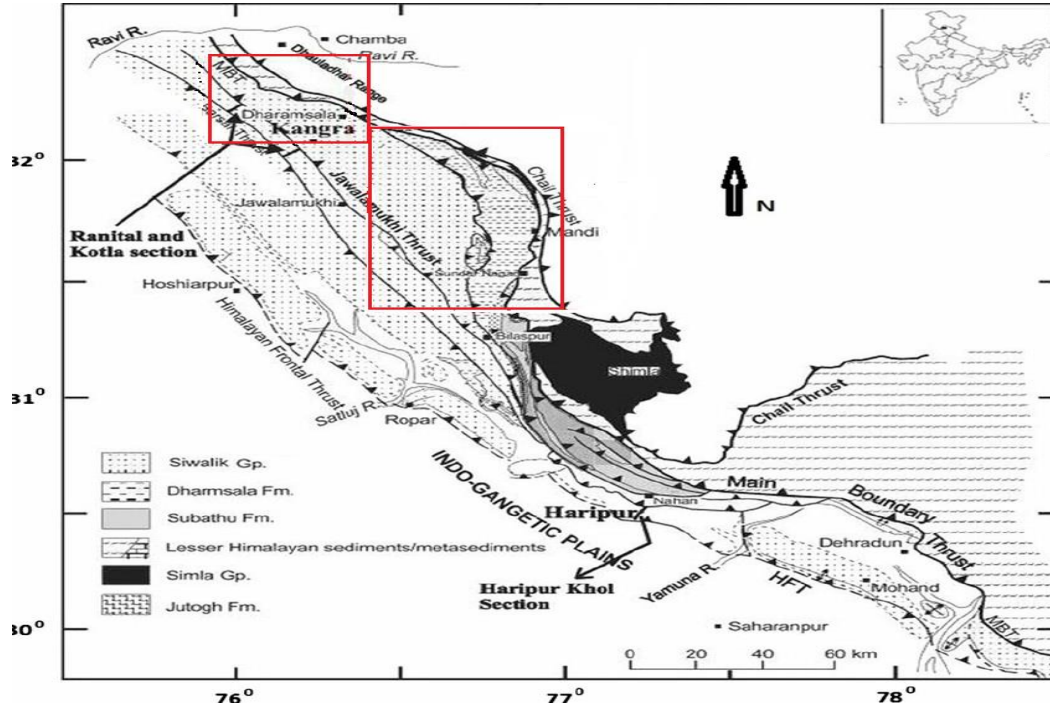 Ravi R.
Chamba
Ravi R.
Dhauladhar Range
MBT
Dharamsala
Kangra
32°
Jawalamukhi
Jawalamukhi Thrust
Chail Thrust
Mandi
Ranital and
Kotla section
Hoshiarpur
Himalayan Frontal Thrust
Bilaspur
Shimla
N
31°
Satluj R.
Ropar
Chail Thrust
INDO-GANGETIC PLAINS
Main
Boundary
Thrust
Nahan
Haripur
Dehradun
Haripur Khol
Section
Yamuna R.
HFT
Mohand
MBT
Saharanpur
30°
0 20 40 60 km
Siwalik Gp.
Dharmsala Fm.
Subathu Fm.
Lesser Himalayan sediments/metasediments
Simla Gp.
Jutogh Fm.
76° 77° 78°